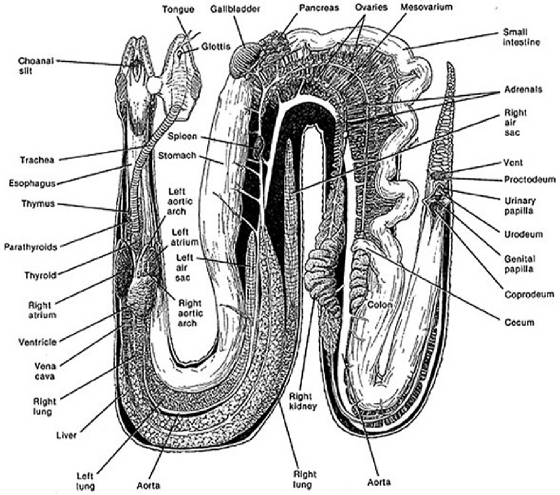 Tongue
Gallbladder
Pancreas
Ovaries
Mesovarium
Glottis
Small
intestine
Choanal
slit
Adrenals
Right
air
sac
Spleen
Stomach
Trachea
Esophagus
Thymus
Left
aortic
arch
Vent
Proctodeum
Urinary
papilla
Urodeum
Genital
papilla
Coprodeum
Parathyroids
Thyroid
Left
atrium
Left
air
sac
Right
atrium
Right
aortic
arch
Colon
Cecum
Ventricle
Vena
cava
Right
lung
Liver
Right
kidney
Left
lung
Aorta
Right
lung
Aorta